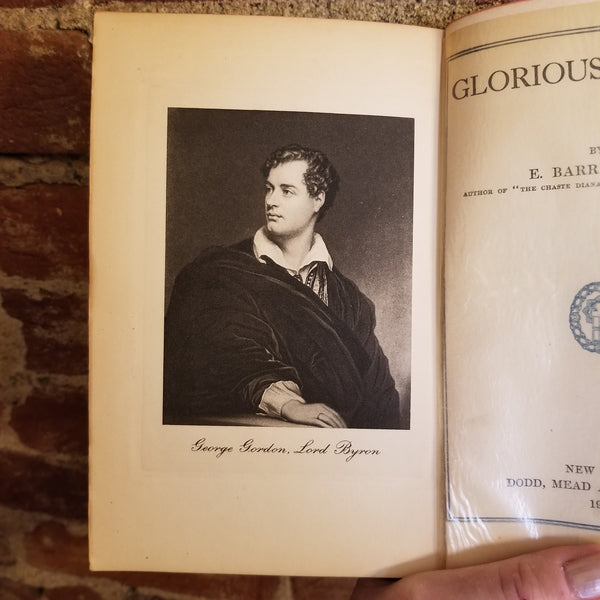 George Gordon, Lord Byron
GLORIOUS
BY
E. BARR
AUTHOR OF "THE CHASTE DIANA
NEW
DODD, MEAD
19